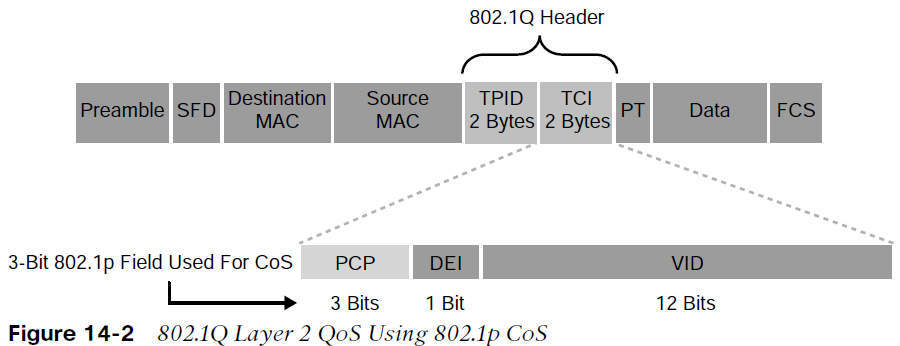 802.1Q Header
Preamble SFD Destination MAC Source MAC TPID 2 Bytes TCI 2 Bytes PT Data FCS
3-Bit 802.1p Field Used For CoS PCP DEI VID
3 Bits 1 Bit 12 Bits
Figure 14-2 802.1Q Layer 2 QoS Using 802.1p CoS